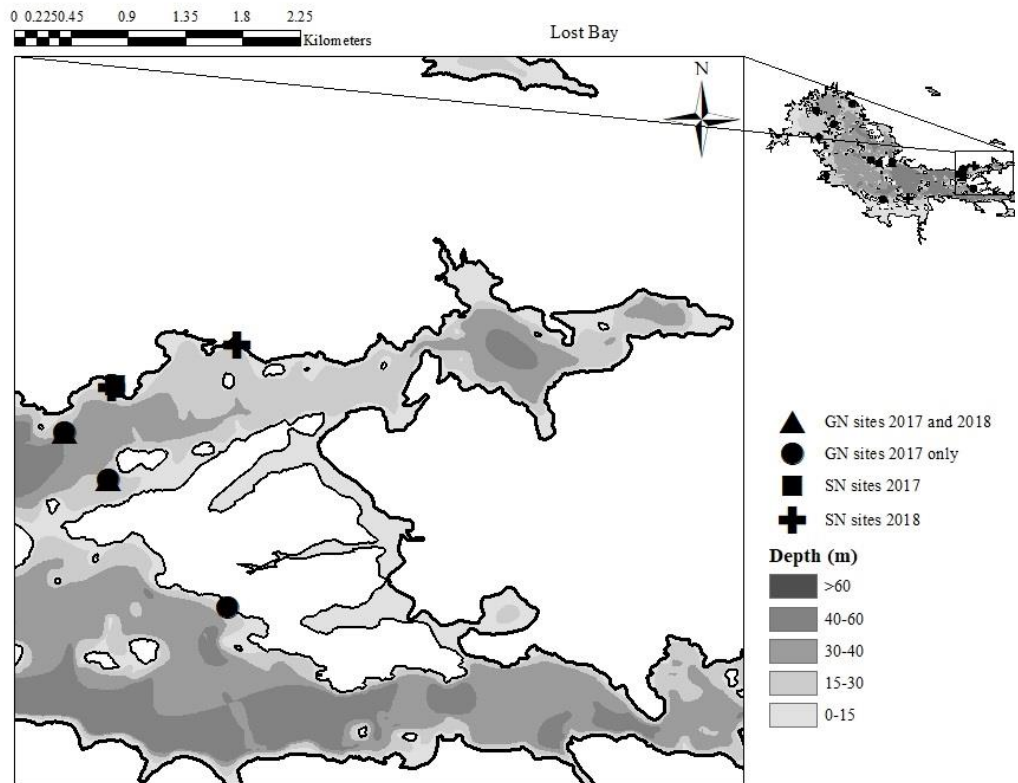 0 0.2250.45 0.9 1.35 1.8 2.25
Kilometers
Lost Bay
N
GN sites 2017 and 2018
GN sites 2017 only
SN sites 2017
SN sites 2018
Depth (m)
>60
40-60
30-40
15-30
0-15